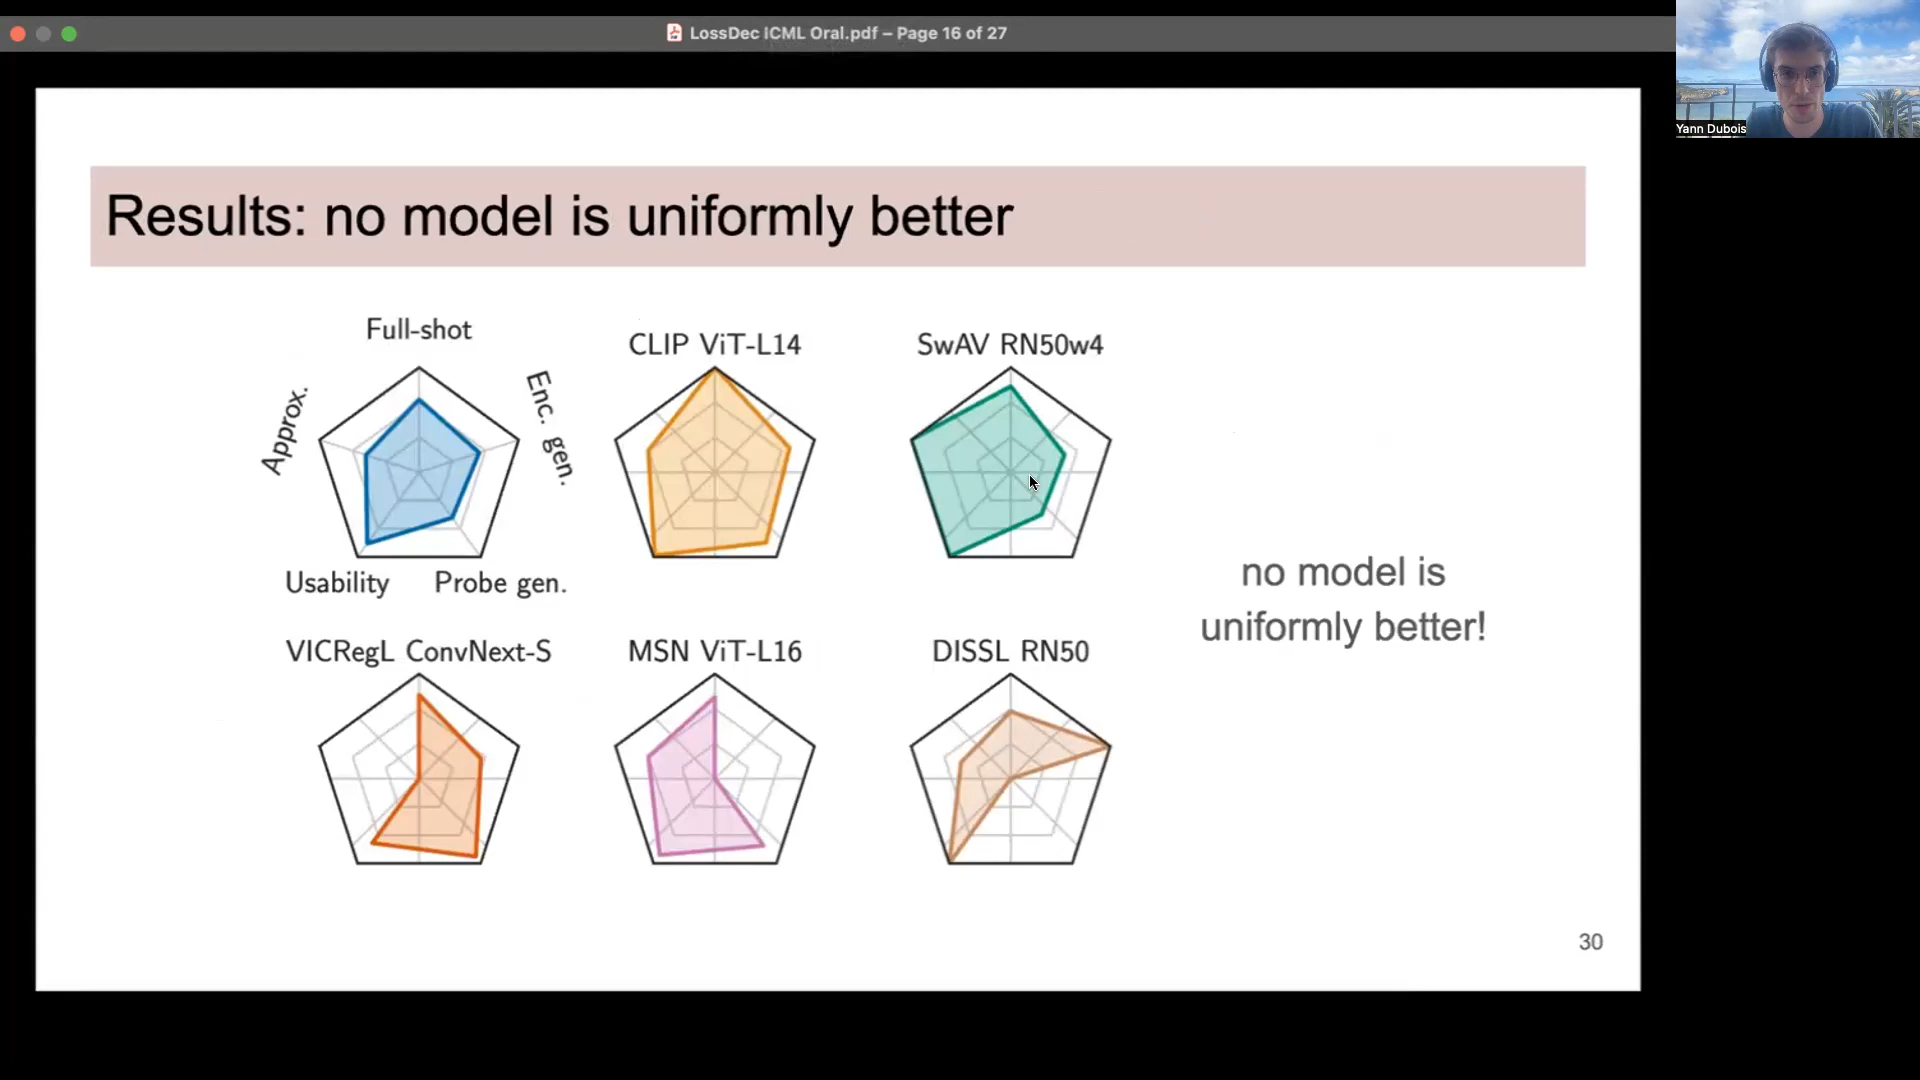 LossDec ICML Oral.pdf – Page 16 of 27
Yann Dubois
Results: no model is uniformly better
Full-shot
Approx.
Enc. gen.
Usability
Probe gen.
CLIP ViT-L14
SwAV RN50w4
no model is
uniformly better!
VICRegL ConvNext-S
MSN ViT-L16
DISSL RN50
30